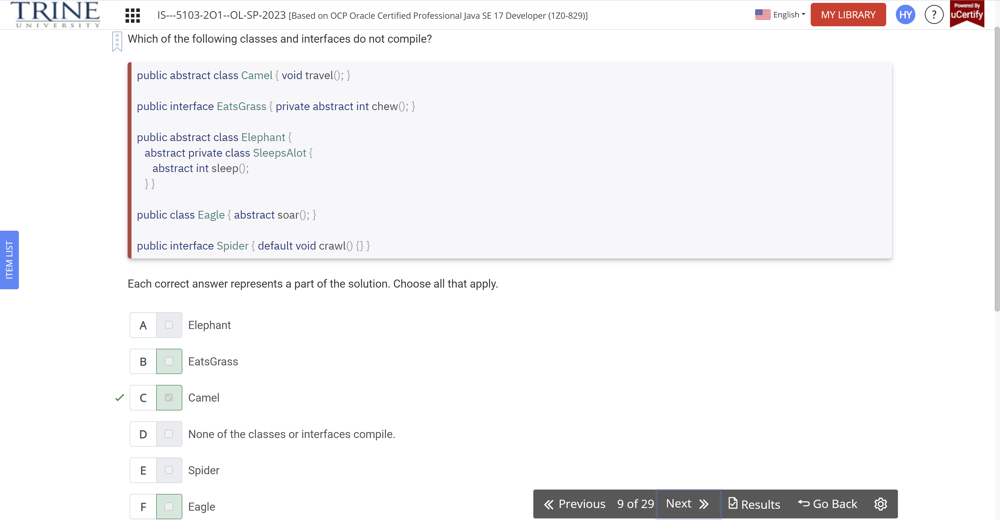 TRINE
UNIVERSITY
IS---5103-2O1--OL-SP-2023 [Based on OCP Oracle Certified Professional Java SE 17 Developer (1Z0-829)]
English
MY LIBRARY
HY
?
Powered By
uCertify
Which of the following classes and interfaces do not compile?
public abstract class Camel { void travel(); }
public interface EatsGrass { private abstract int chew(); }
public abstract class Elephant {
abstract private class SleepsAlot {
abstract int sleep();
} }
public class Eagle { abstract soar(); }
public interface Spider { default void crawl() {} }
ITEM LIST
Each correct answer represents a part of the solution. Choose all that apply.
A Elephant
B EatsGrass
C Camel
D None of the classes or interfaces compile.
E Spider
F Eagle
Previous 9 of 29 Next Results Go Back